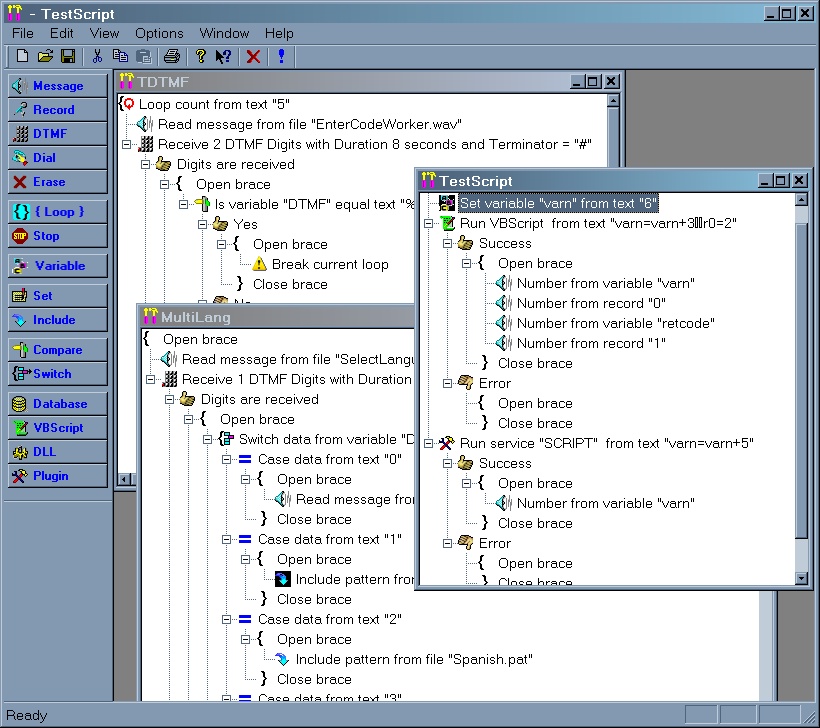 - TestScript
File Edit View Options Window Help
Message
Record
DTMF
Dial
Erase
{ Loop }
Stop
Variable
Set
Include
Compare
Switch
Database
VBScript
DLL
Plugin
TDTMF
{ Loop count from text "5"
Read message from file "EnterCodeWorker.wav"
Receive 2 DTMF Digits with Duration 8 seconds and Terminator = "#"
Digits are received
{ Open brace
Is variable "DTMF" equal text "%
Yes
{ Open brace
Break current loop
} Close brace
No
MultiLang
{ Open brace
Read message from file "SelectLangu
Receive 1 DTMF Digits with Duration
Digits are received
{ Open brace
Switch data from variable "D
Case data from text "0"
{ Open brace
Read message from
} Close brace
Case data from text "1"
{ Open brace
Include pattern from
} Close brace
Case data from text "2"
{ Open brace
Include pattern from file "Spanish.pat"
} Close brace
Case data from text "3"
TestScript
Set variable "varn" from text "6"
Run VBScript from text "varn=varn+3▯▯r0=2"
Success
{ Open brace
Number from variable "varn"
Number from record "0"
Number from variable "retcode"
Number from record "1"
} Close brace
Error
{ Open brace
} Close brace
Run service "SCRIPT" from text "varn=varn+5"
Success
{ Open brace
Number from variable "varn"
} Close brace
Error
{ Open brace
} Close brace
Ready